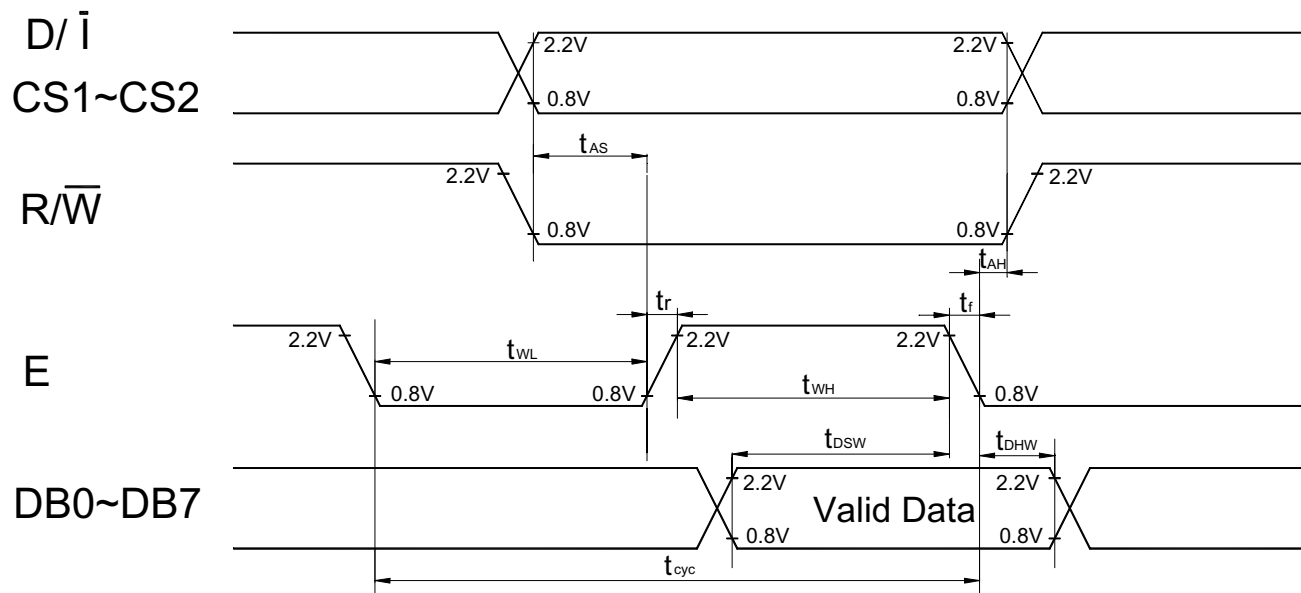 D/ Ī
2.2V 2.2V
CS1~CS2
0.8V 0.8V
tAS
2.2V 2.2V
R/W̅
0.8V 0.8V
tAH
tr tf
2.2V 2.2V 2.2V
tWL
E
0.8V 0.8V 0.8V
tWH
tDSW tDHW
2.2V 2.2V
DB0~DB7 Valid Data
0.8V 0.8V
tcyc